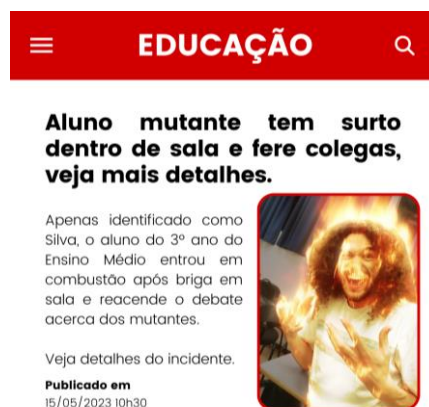 EDUCAÇÃO
Aluno mutante tem surto
dentro de sala e fere colegas,
veja mais detalhes.
Apenas identificado como
Silva, o aluno do 3º ano do
Ensino Médio entrou em
combustão após briga em
sala e reacende o debate
acerca dos mutantes.
Veja detalhes do incidente.
Publicado em
15/05/2023 10h30